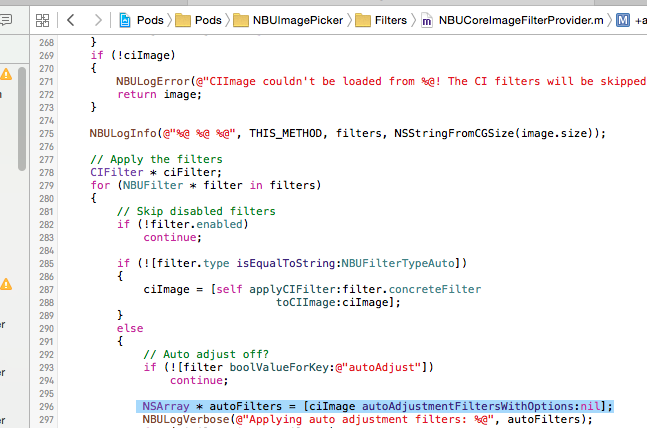 Pods Pods NBUImagePicker Filters NBUCoreImageFilterProvider.m M +a
268 }
269 if (!ciImage)
270 {
271 NBULogError(@"CIImage couldn't be loaded from %@! The CI filters will be skipped
272 return image;
273 }
274
275 NBULogInfo(@"%@ %@ %@", THIS_METHOD, filters, NSStringFromCGSize(image.size));
276
277 // Apply the filters
278 CIFilter * ciFilter;
279 for (NBUFilter * filter in filters)
280 {
281 // Skip disabled filters
282 if (!filter.enabled)
283 continue;
284
285 if (![filter.type isEqualToString:NBUFilterTypeAuto])
286 {
287 ciImage = [self applyCIFilter:filter.concreteFilter
288 toCIImage:ciImage];
289 }
290 else
291 {
292 // Auto adjust off?
293 if (![filter boolValueForKey:@"autoAdjust"])
294 continue;
295
296 NSArray * autoFilters = [ciImage autoAdjustmentFiltersWithOptions:nil];
297 NBULogVerbose(@"Applying auto adjustment filters: %@", autoFilters);